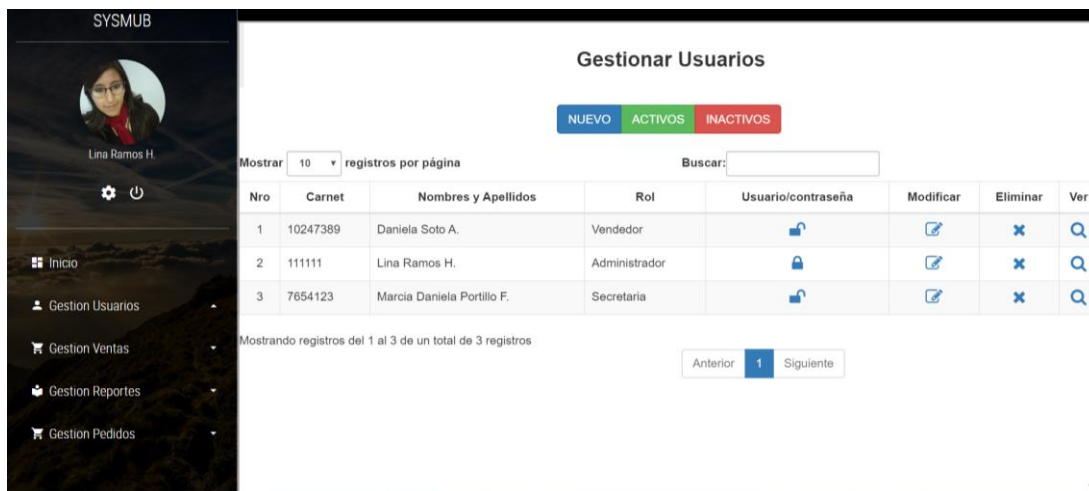 SYSMUB
Lina Ramos H.
Inicio
Gestion Usuarios
Gestion Ventas
Gestion Reportes
Gestion Pedidos
Gestionar Usuarios
NUEVO ACTIVOS INACTIVOS
Mostrar 10 registros por página Buscar:
Nro Carnet Nombres y Apellidos Rol Usuario/contraseña Modificar Eliminar Ver
1 10247389 Daniela Soto A. Vendedor
2 111111 Lina Ramos H. Administrador
3 7654123 Marcia Daniela Portillo F. Secretaria
Mostrando registros del 1 al 3 de un total de 3 registros
Anterior 1 Siguiente